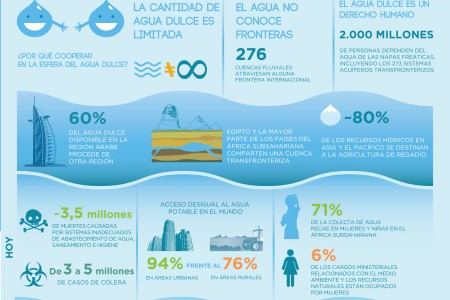 LA CANTIDAD DE
AGUA DULCE ES
LIMITADA
¿POR QUÉ COOPERAR
EN LA ESFERA DEL AGUA DULCE?
EL AGUA NO
CONOCE
FRONTERAS
276
CUENCAS FLUVIALES
ATRAVIESAN ALGUNA
FRONTERA INTERNACIONAL
EL AGUA DULCE ES UN
DERECHO HUMANO
2.000 MILLONES
DE PERSONAS DEPENDEN DEL
AGUA DE LAS NAPAS FREÁTICAS,
INCLUYENDO LOS 273 SISTEMAS
ACUÍFEROS TRANSFRONTERIZOS
60%
DEL AGUA DULCE
DISPONIBLE EN LA
REGIÓN ÁRABE
PROCEDE DE
OTRA REGIÓN
EGIPTO Y LA MAYOR
PARTE DE LOS PAÍSES DEL
ÁFRICA SUBSAHARIANA
COMPARTEN UNA CUENCA
TRANSFRONTERIZA
~80%
DE LOS RECURSOS HÍDRICOS EN
ASIA Y EL PACÍFICO SE DESTINAN
A LA AGRICULTURA DE REGADÍO
HOY
~3,5 millones
DE MUERTES CAUSADAS
POR SISTEMAS INADECUADOS
DE ABASTECIMIENTO DE AGUA,
SANEAMIENTO E HIGIENE
De 3 a 5 millones
DE CASOS DE CÓLERA
ACCESO DESIGUAL AL AGUA
POTABLE EN EL MUNDO
94% FRENTE AL 76%
EN ÁREAS URBANAS
EN ÁREAS RURALES
71%
DE LA COLECTA DE AGUA
RECAE EN MUJERES Y NIÑAS EN EL
ÁFRICA SUBSAHARIANA
6%
DE LOS CARGOS MINISTERIALES
RELACIONADOS CON EL MEDIO
AMBIENTE Y LOS RECURSOS
NATURALES ESTÁN OCUPADOS
POR MUJERES